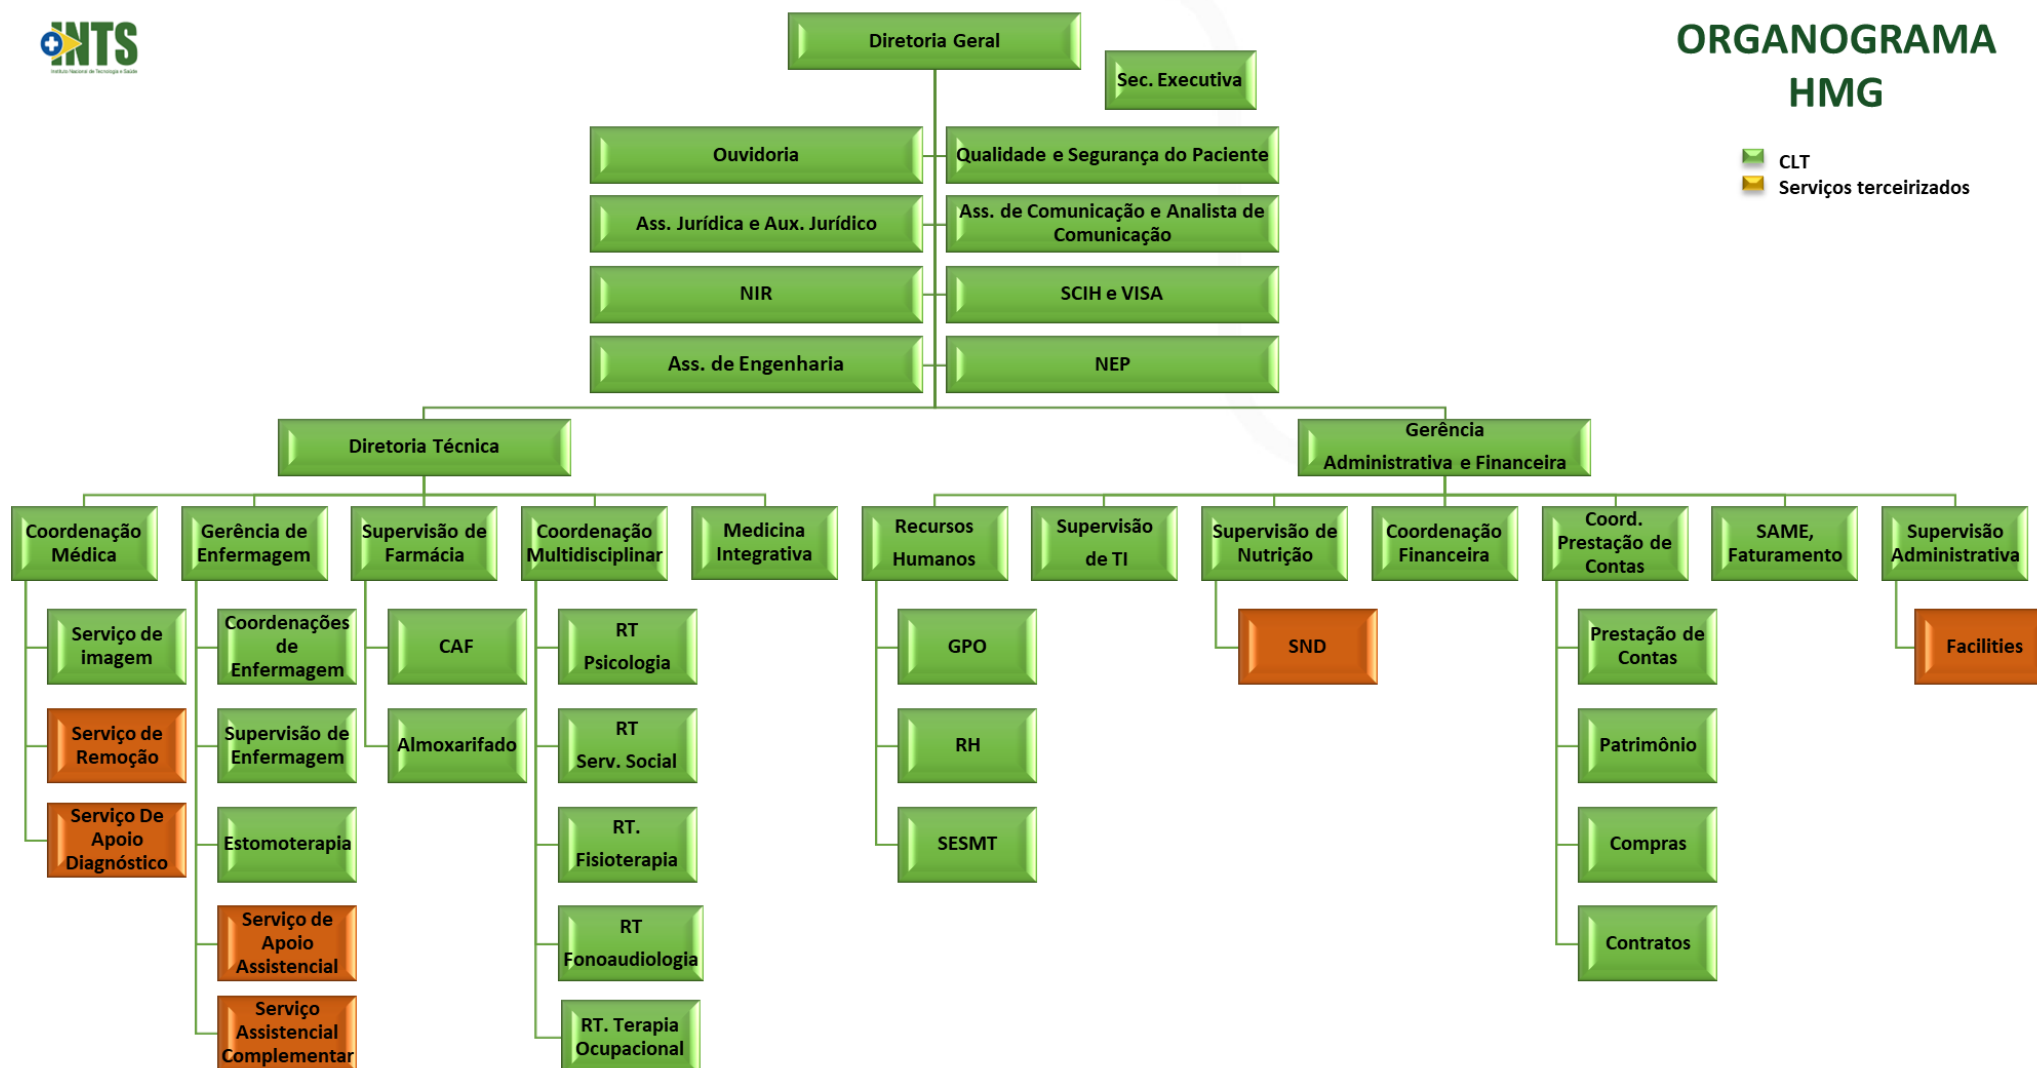 INTS
Instituto Nacional de Tecnologia e Saúde
ORGANOGRAMA
HMG
CLT
Serviços terceirizados
Diretoria Geral
Sec. Executiva
Ouvidoria
Qualidade e Segurança do Paciente
Ass. Jurídica e Aux. Jurídico
Ass. de Comunicação e Analista de
Comunicação
NIR
SCIH e VISA
Ass. de Engenharia
NEP
Diretoria Técnica
Gerência
Administrativa e Financeira
Coordenação
Médica
Gerência de
Enfermagem
Supervisão de
Farmácia
Coordenação
Multidisciplinar
Medicina
Integrativa
Recursos
Humanos
Supervisão
de TI
Supervisão de
Nutrição
Coordenação
Financeira
Coord.
Prestação de
Contas
SAME,
Faturamento
Supervisão
Administrativa
Serviço de
imagem
Coordenações
de
Enfermagem
CAF
RT
Psicologia
GPO
SND
Prestação de
Contas
Facilities
Serviço de
Remoção
Supervisão de
Enfermagem
Almoxarifado
RT
Serv. Social
RH
Patrimônio
Serviço De
Apoio
Diagnóstico
Estomoterapia
RT.
Fisioterapia
SESMT
Compras
Serviço de
Apoio
Assistencial
RT
Fonoaudiologia
Contratos
Serviço
Assistencial
Complementar
RT. Terapia
Ocupacional